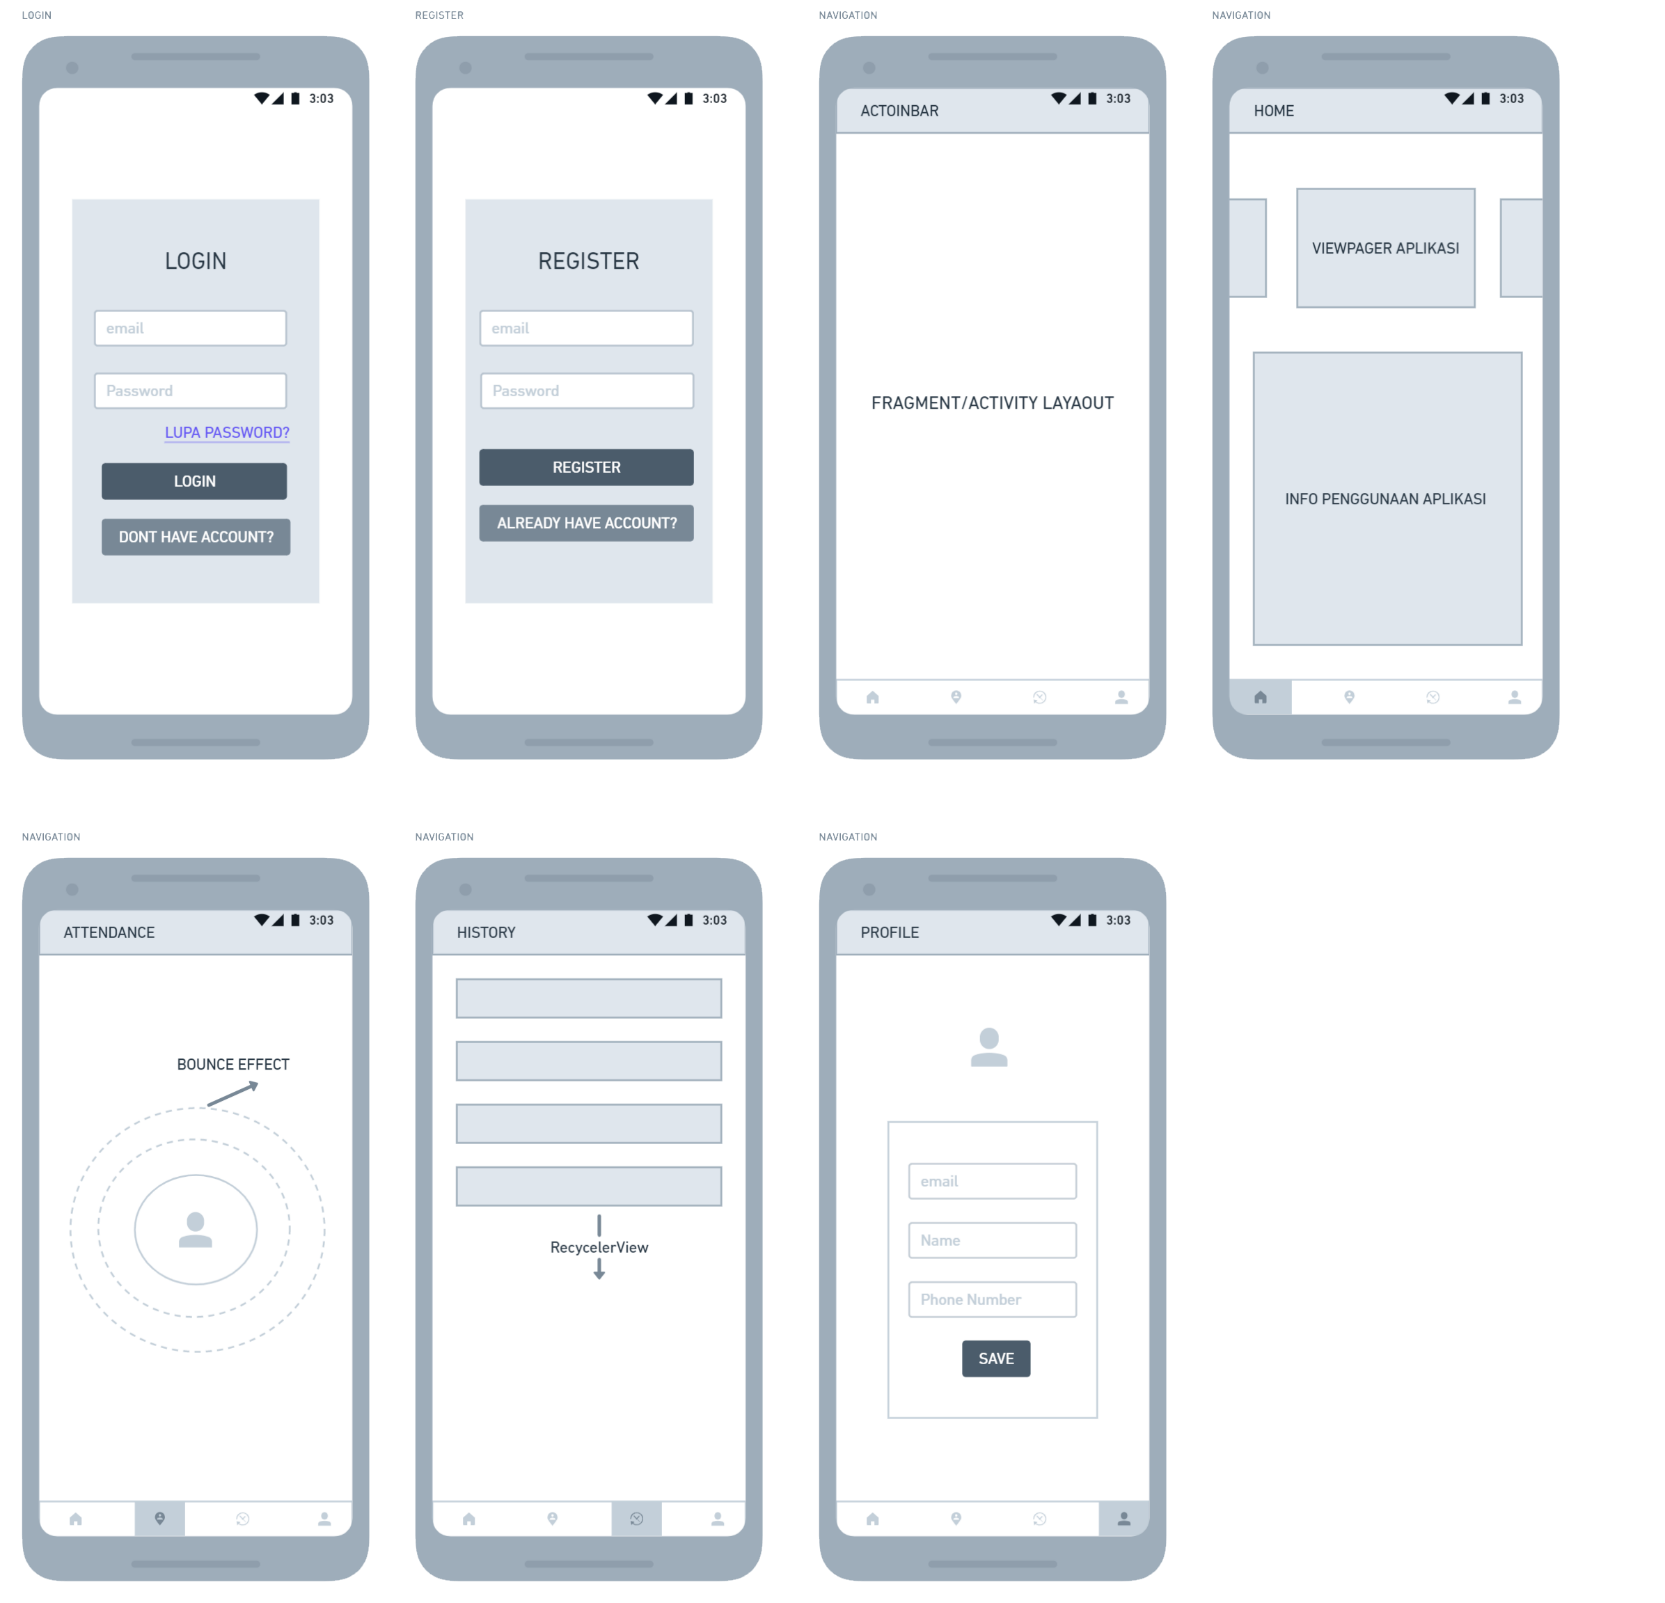 LOGIN
3:03
LOGIN
email
Password
LUPA PASSWORD?
LOGIN
DONT HAVE ACCOUNT?
REGISTER
3:03
REGISTER
email
Password
REGISTER
ALREADY HAVE ACCOUNT?
NAVIGATION
3:03
ACTOINBAR
FRAGMENT/ACTIVITY LAYAOUT
NAVIGATION
3:03
HOME
VIEWPAGER APLIKASI
INFO PENGGUNAAN APLIKASI
NAVIGATION
3:03
ATTENDANCE
BOUNCE EFFECT
NAVIGATION
3:03
HISTORY
RecycelerView
NAVIGATION
3:03
PROFILE
email
Name
Phone Number
SAVE